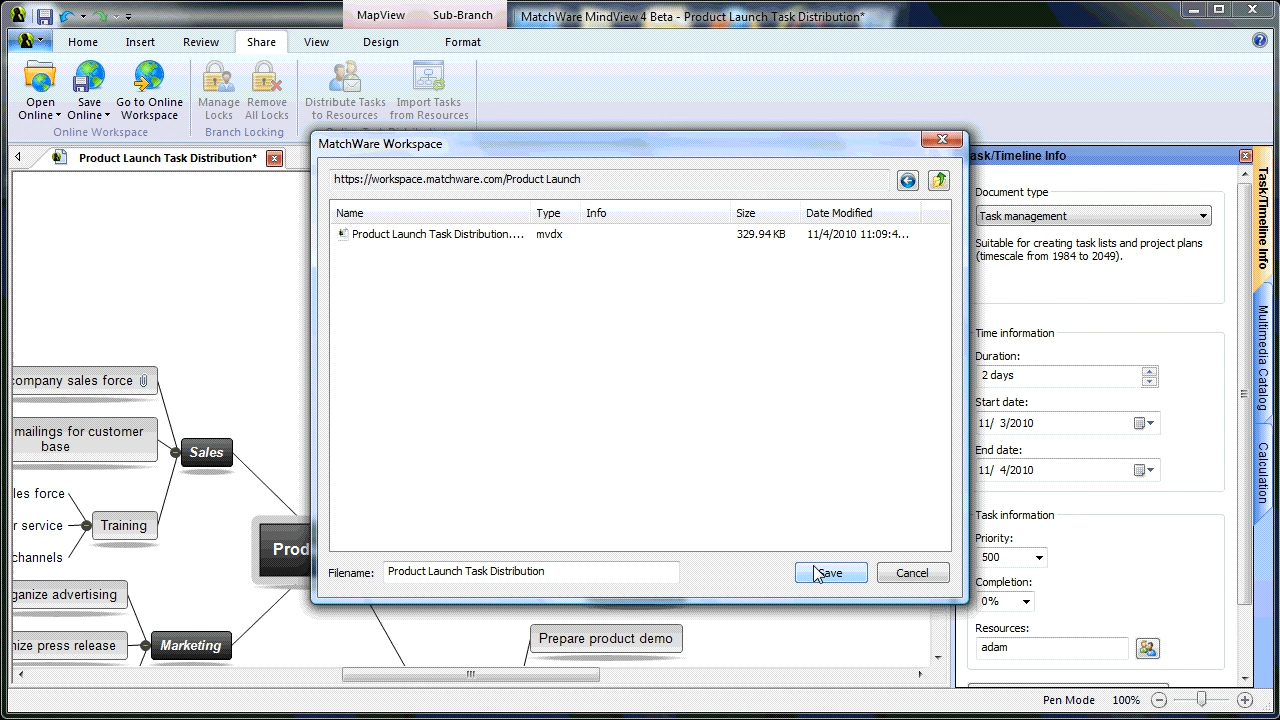 MapView
Sub-Branch
MatchWare MindView 4 Beta - Product Launch Task Distribution*
Home
Insert
Review
Share
View
Design
Format
Open
Online
Save
Online
Go to Online
Workspace
Manage
Locks
Remove
All Locks
Distribute Tasks
to Resources
Import Tasks
from Resources
Online Workspace
Branch Locking
Product Launch Task Distribution*
MatchWare Workspace
https://workspace.matchware.com/Product Launch
Name
Type
Info
Size
Date Modified
Product Launch Task Distribution....
mvdx
329.94 KB
11/4/2010 11:09:4...
Filename:
Product Launch Task Distribution
Cancel
ask/Timeline Info
Document type
Task management
Suitable for creating task lists and project plans
(timescale from 1984 to 2049).
Time information
Duration:
2 days
Start date:
11/ 3/2010
End date:
11/ 4/2010
Task information
Priority:
500
Completion:
0%
Resources:
adam
Task/Timeline Info
Multimedia Catalog
Calculation
company sales force
mailings for customer
base
Sales
les force
r service
channels
Training
Prod
ganize advertising
nize press release
Marketing
Prepare product demo
Pen Mode
100%